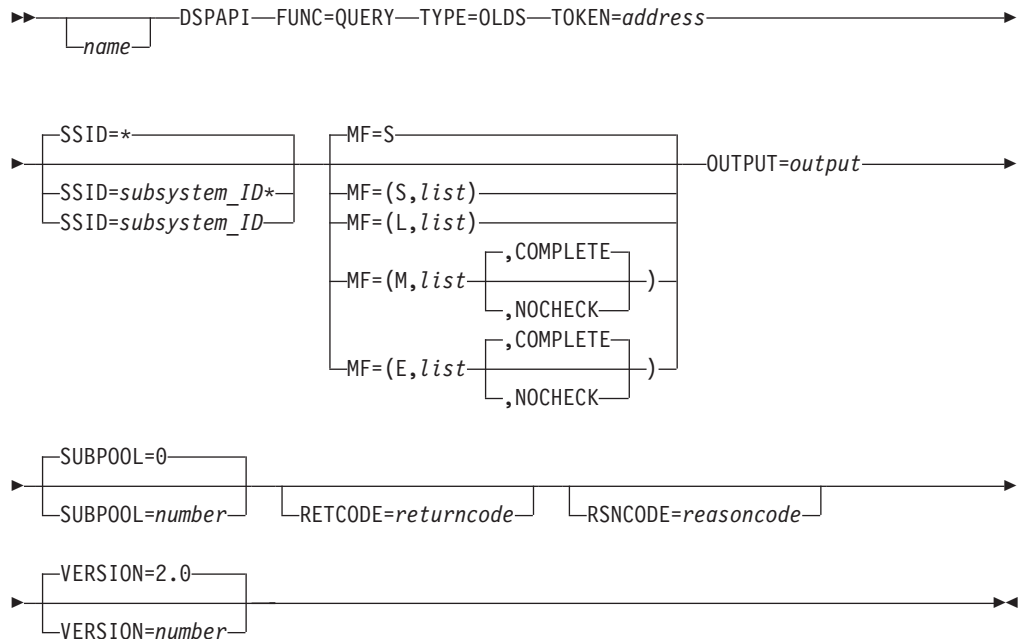 DSPAPI FUNC=QUERY TYPE=OLDS TOKEN=address
name
SSID=*
SSID=subsystem_ID*
SSID=subsystem_ID
MF=S
MF=(S,list)
MF=(L,list)
,COMPLETE
MF=(M,list )
,NOCHECK
,COMPLETE
MF=(E,list )
,NOCHECK
OUTPUT=output
SUBPOOL=0
SUBPOOL=number
RETCODE=returncode
RSNCODE=reasoncode
VERSION=2.0
VERSION=number